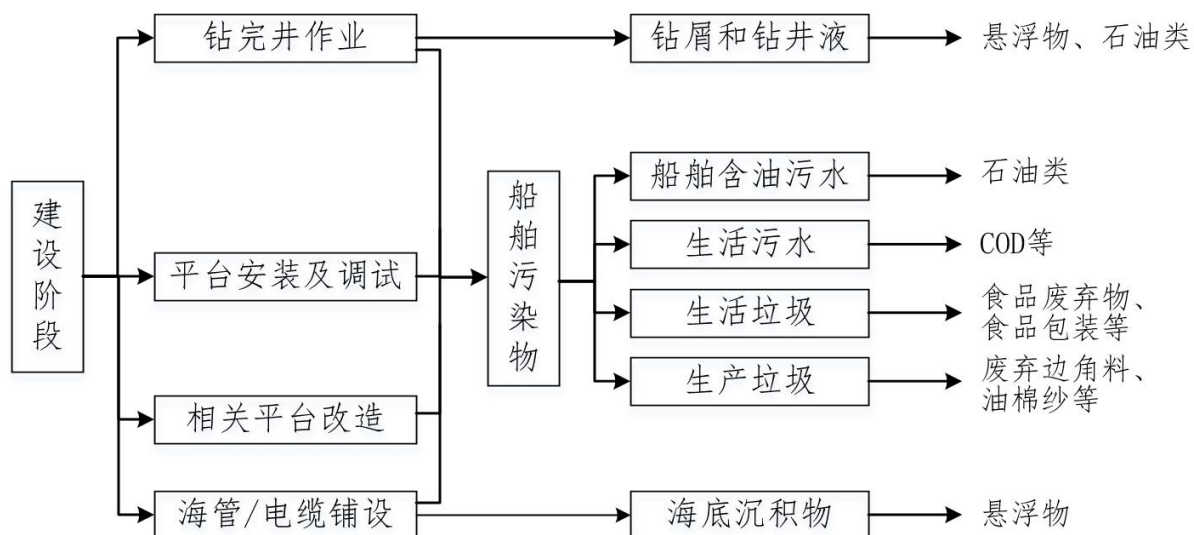 钻完井作业
钻屑和钻井液
悬浮物、石油类
建设阶段
平台安装及调试
相关平台改造
海管/电缆铺设
船舶污染物
船舶含油污水
石油类
生活污水
COD等
生活垃圾
食品废弃物、
食品包装等
生产垃圾
废弃边角料、
油棉纱等
海底沉积物
悬浮物